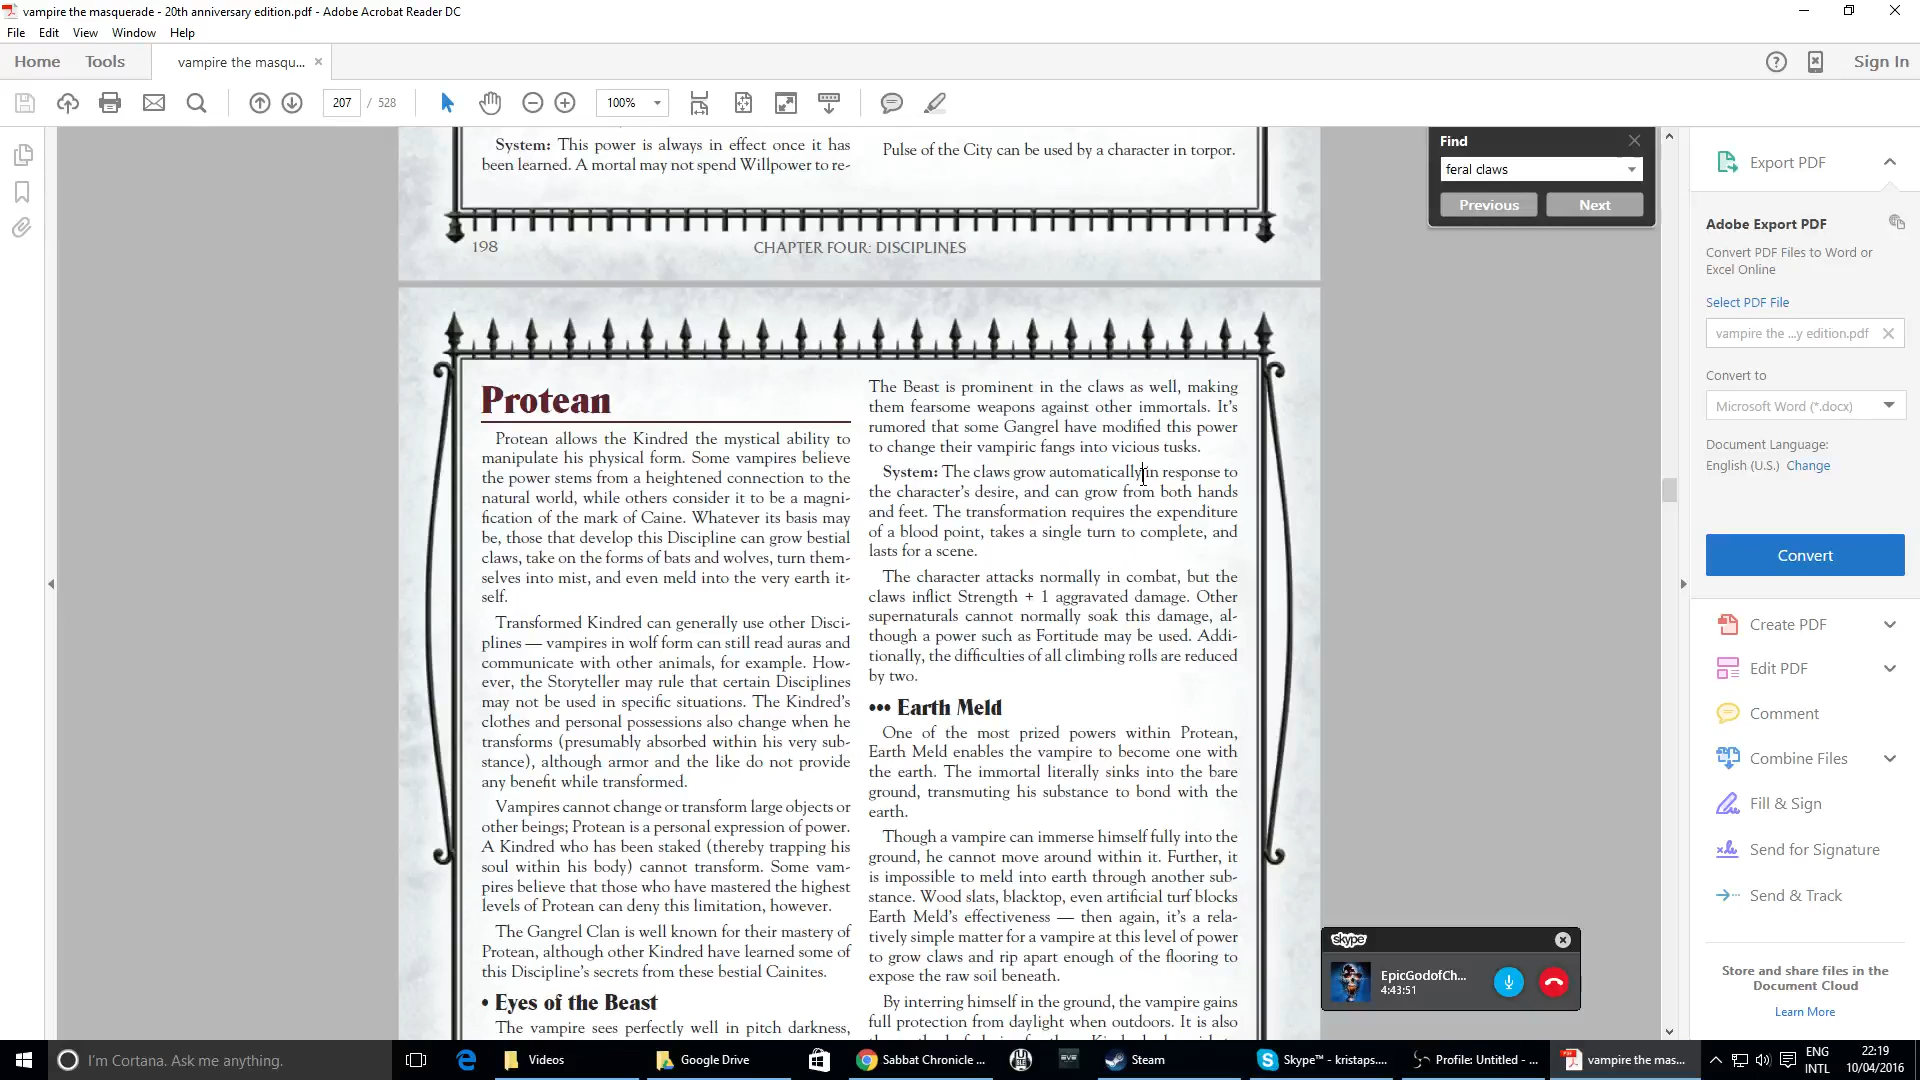 vampire the masquerade - 20th anniversary edition.pdf - Adobe Acrobat Reader DC
File Edit View Window Help
Home Tools vampire the masqu... Sign In
207 / 528 100%
System: This power is always in effect once it has
been learned. A mortal may not spend Willpower to re-
Pulse of the City can be used by a character in torpor.
198 CHAPTER FOUR: DISCIPLINES
Protean
Protean allows the Kindred the mystical ability to
manipulate his physical form. Some vampires believe
the power stems from a heightened connection to the
natural world, while others consider it to be a magni-
fication of the mark of Caine. Whatever its basis may
be, those that develop this Discipline can grow bestial
claws, take on the forms of bats and wolves, turn them-
selves into mist, and even meld into the very earth it-
self.
Transformed Kindred can generally use other Disci-
plines — vampires in wolf form can still read auras and
communicate with other animals, for example. How-
ever, the Storyteller may rule that certain Disciplines
may not be used in specific situations. The Kindred's
clothes and personal possessions also change when he
transforms (presumably absorbed within his very sub-
stance), although armor and the like do not provide
any benefit while transformed.
Vampires cannot change or transform large objects or
other beings; Protean is a personal expression of power.
A Kindred who has been staked (thereby trapping his
soul within his body) cannot transform. Some vam-
pires believe that those who have mastered the highest
levels of Protean can deny this limitation, however.
The Gangrel Clan is well known for their mastery of
Protean, although other Kindred have learned some of
this Discipline's secrets from these bestial Cainites.
• Eyes of the Beast
The vampire sees perfectly well in pitch darkness,
The Beast is prominent in the claws as well, making
them fearsome weapons against other immortals. It's
rumored that some Gangrel have modified this power
to change their vampiric fangs into vicious tusks.
System: The claws grow automatically in response to
the character's desire, and can grow from both hands
and feet. The transformation requires the expenditure
of a blood point, takes a single turn to complete, and
lasts for a scene.
The character attacks normally in combat, but the
claws inflict Strength + 1 aggravated damage. Other
supernaturals cannot normally soak this damage, al-
though a power such as Fortitude may be used. Addi-
tionally, the difficulties of all climbing rolls are reduced
by two.
••• Earth Meld
One of the most prized powers within Protean,
Earth Meld enables the vampire to become one with
the earth. The immortal literally sinks into the bare
ground, transmuting his substance to bond with the
earth.
Though a vampire can immerse himself fully into the
ground, he cannot move around within it. Further, it
is impossible to meld into earth through another sub-
stance. Wood slats, blacktop, even artificial turf blocks
Earth Meld's effectiveness — then again, it's a rela-
tively simple matter for a vampire at this level of power
to grow claws and rip apart enough of the flooring to
expose the raw soil beneath.
By interring himself in the ground, the vampire gains
full protection from daylight when outdoors. It is also
Find
feral claws
Previous Next
Export PDF
Adobe Export PDF
Convert PDF Files to Word or
Excel Online
Select PDF File
vampire the ...y edition.pdf
Convert to
Microsoft Word (*.docx)
Document Language:
English (U.S.) Change
Convert
Create PDF
Edit PDF
Comment
Combine Files
Fill & Sign
Send for Signature
Send & Track
Store and share files in the
Document Cloud
Learn More
skype
EpicGodofCh...
4:43:51
I'm Cortana. Ask me anything. Videos Google Drive Sabbat Chronicle ... EVE Steam Skype™ - kristaps.... Profile: Untitled - ... vampire the mas...
ENG
INTL
22:19
10/04/2016